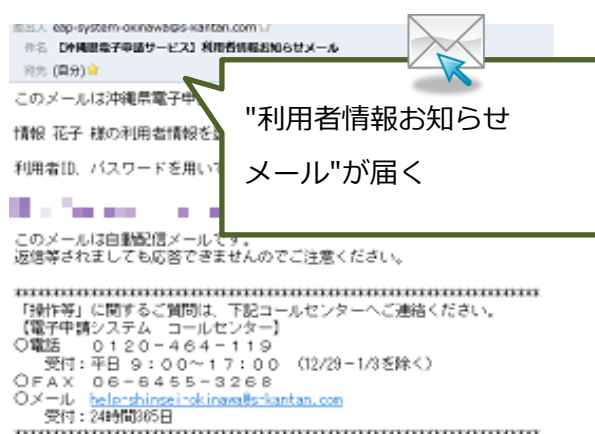 差出人 eap-system-okinawa@s-kantan.com
件名 【沖縄県電子申請サービス】利用者情報お知らせメール
宛先 (自分)
このメールは沖縄県電子申
情報 花子 様の利用者情報を
利用者ID、パスワードを用いて
"利用者情報お知らせ
メール"が届く
このメールは自動配信メールです。
返信等されましても応答できませんのでご注意ください。
「操作等」に関するご質問は、下記コールセンターへご連絡ください。
【電子申請システム コールセンター】
○電話 0120-464-119
受付：平日 9：00～17：00 (12/29-1/3を除く)
○FAX 06-6455-3268
○メール help-shinsei-okinawa@s-kantan.com
受付：24時間365日